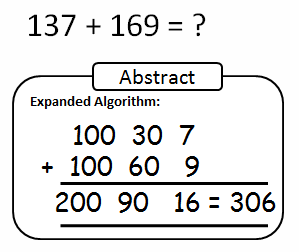 137 + 169 = ?
Abstract
Expanded Algorithm:
100 30 7
+ 100 60 9
200 90 16 = 306